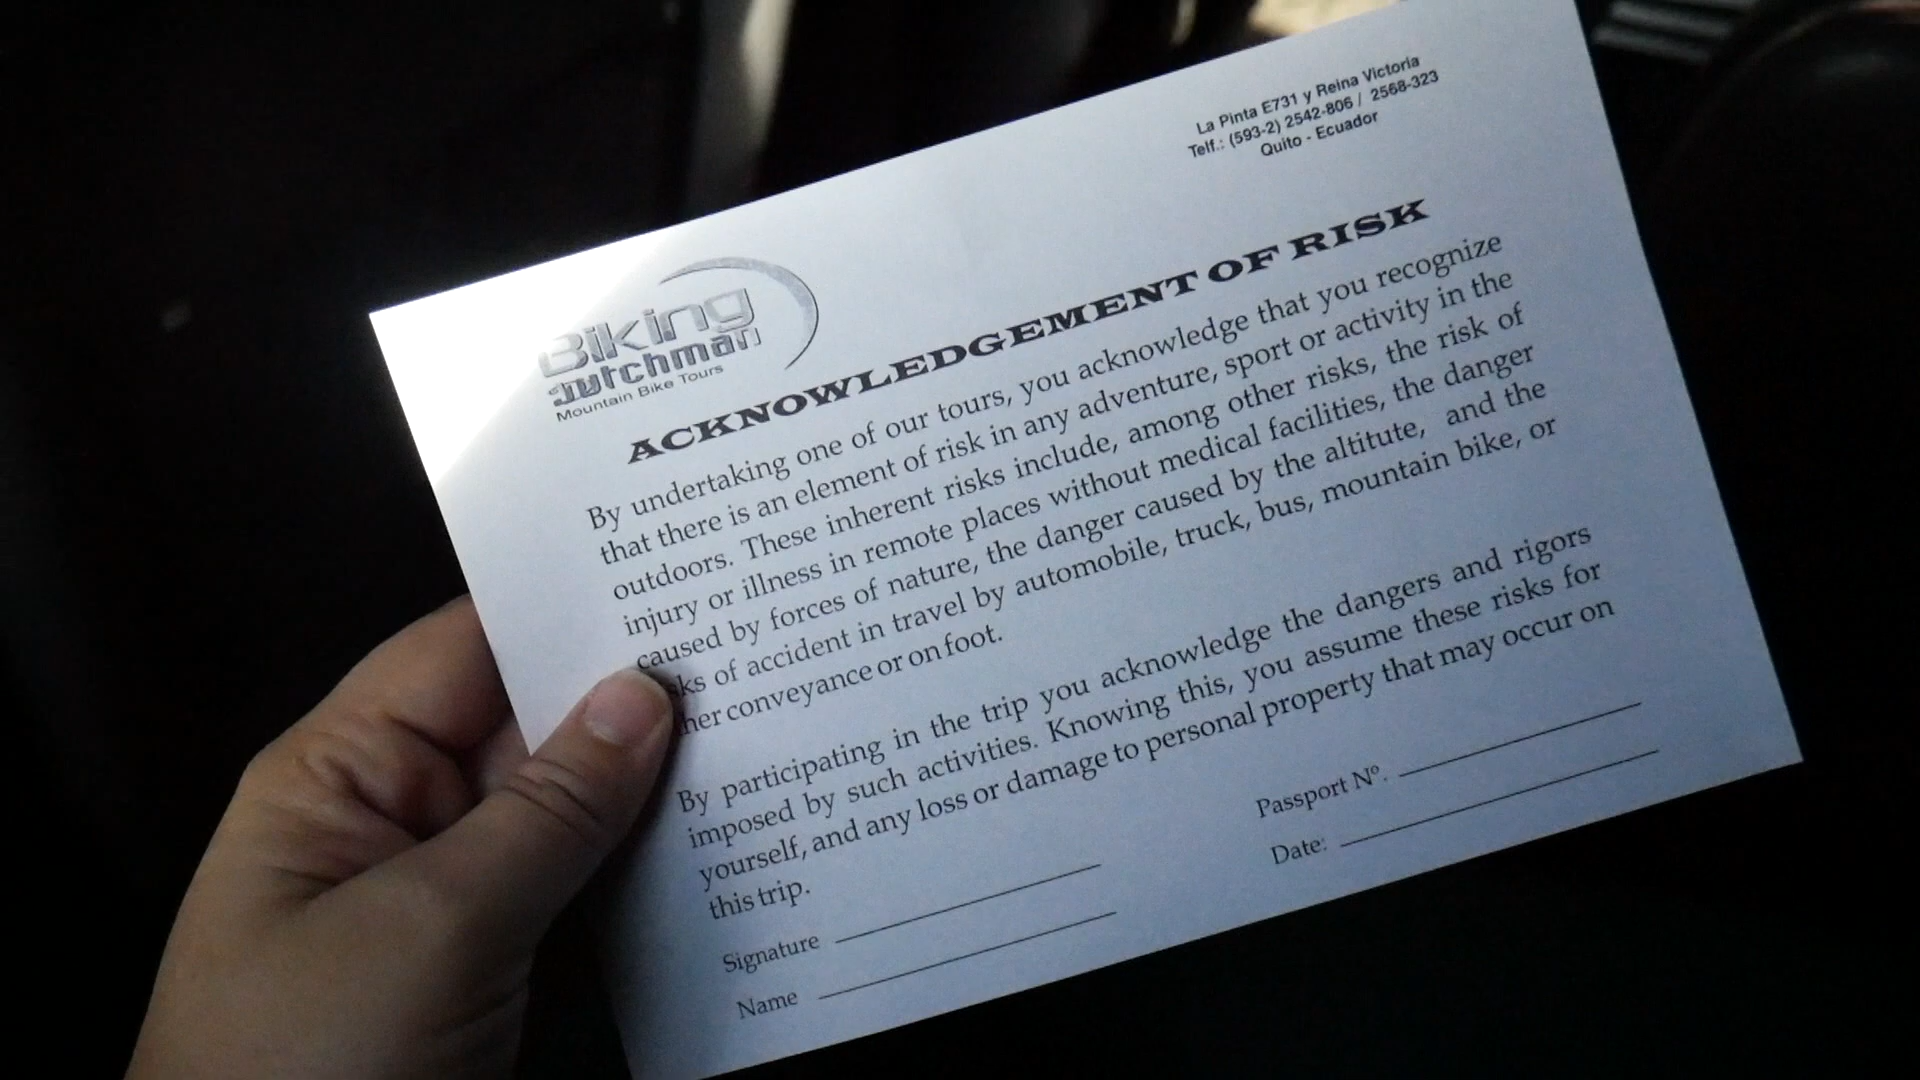 La Pinta E731 y Reina Victoria
Telf.: (593-2) 2542-806 / 2568-323
Quito - Ecuador
Biking
Dutchman
Mountain Bike Tours
ACKNOWLEDGEMENT OF RISK
By undertaking one of our tours, you acknowledge that you recognize
that there is an element of risk in any adventure, sport or activity in the
outdoors. These inherent risks include, among other risks, the risk of
injury or illness in remote places without medical facilities, the danger
caused by forces of nature, the danger caused by the altitute, and the
sks of accident in travel by automobile, truck, bus, mountain bike, or
her conveyance or on foot.
By participating in the trip you acknowledge the dangers and rigors
imposed by such activities. Knowing this, you assume these risks for
yourself, and any loss or damage to personal property that may occur on
this trip.
Signature
Passport Nº.
Name
Date: